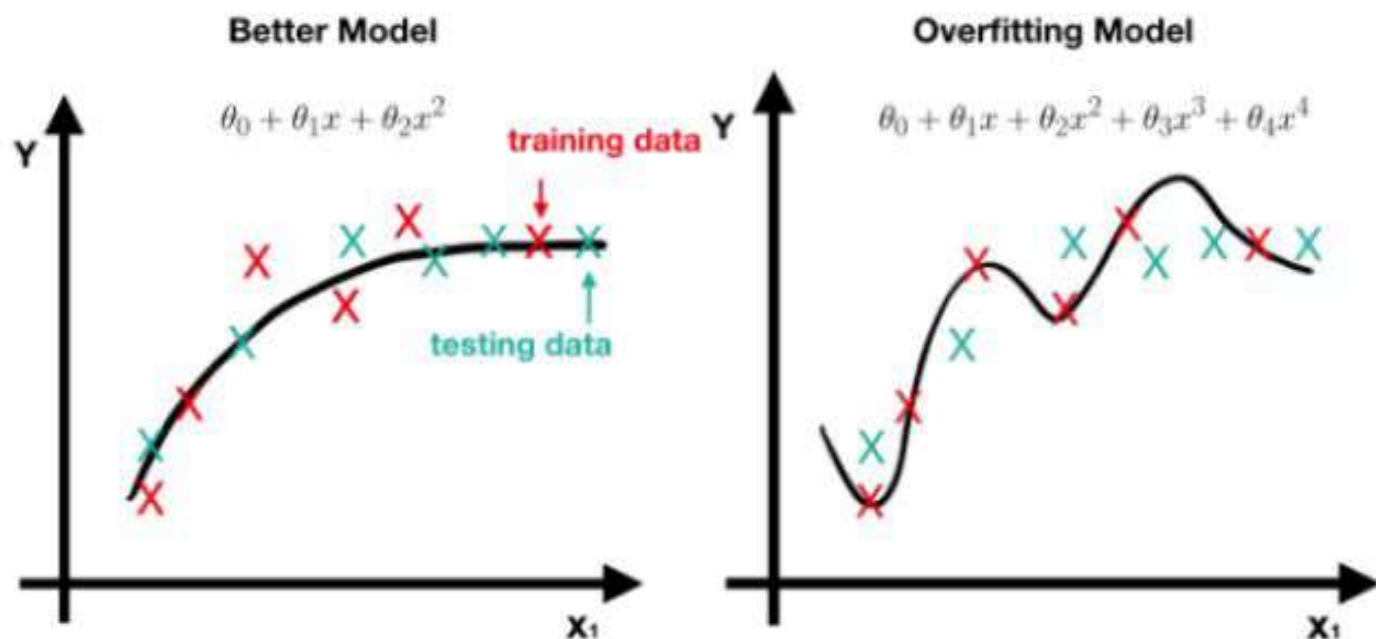 Better Model
θ₀ + θ₁x + θ₂x²
training data
Y
testing data
X₁
Overfitting Model
θ₀ + θ₁x + θ₂x² + θ₃x³ + θ₄x⁴
Y
X₁